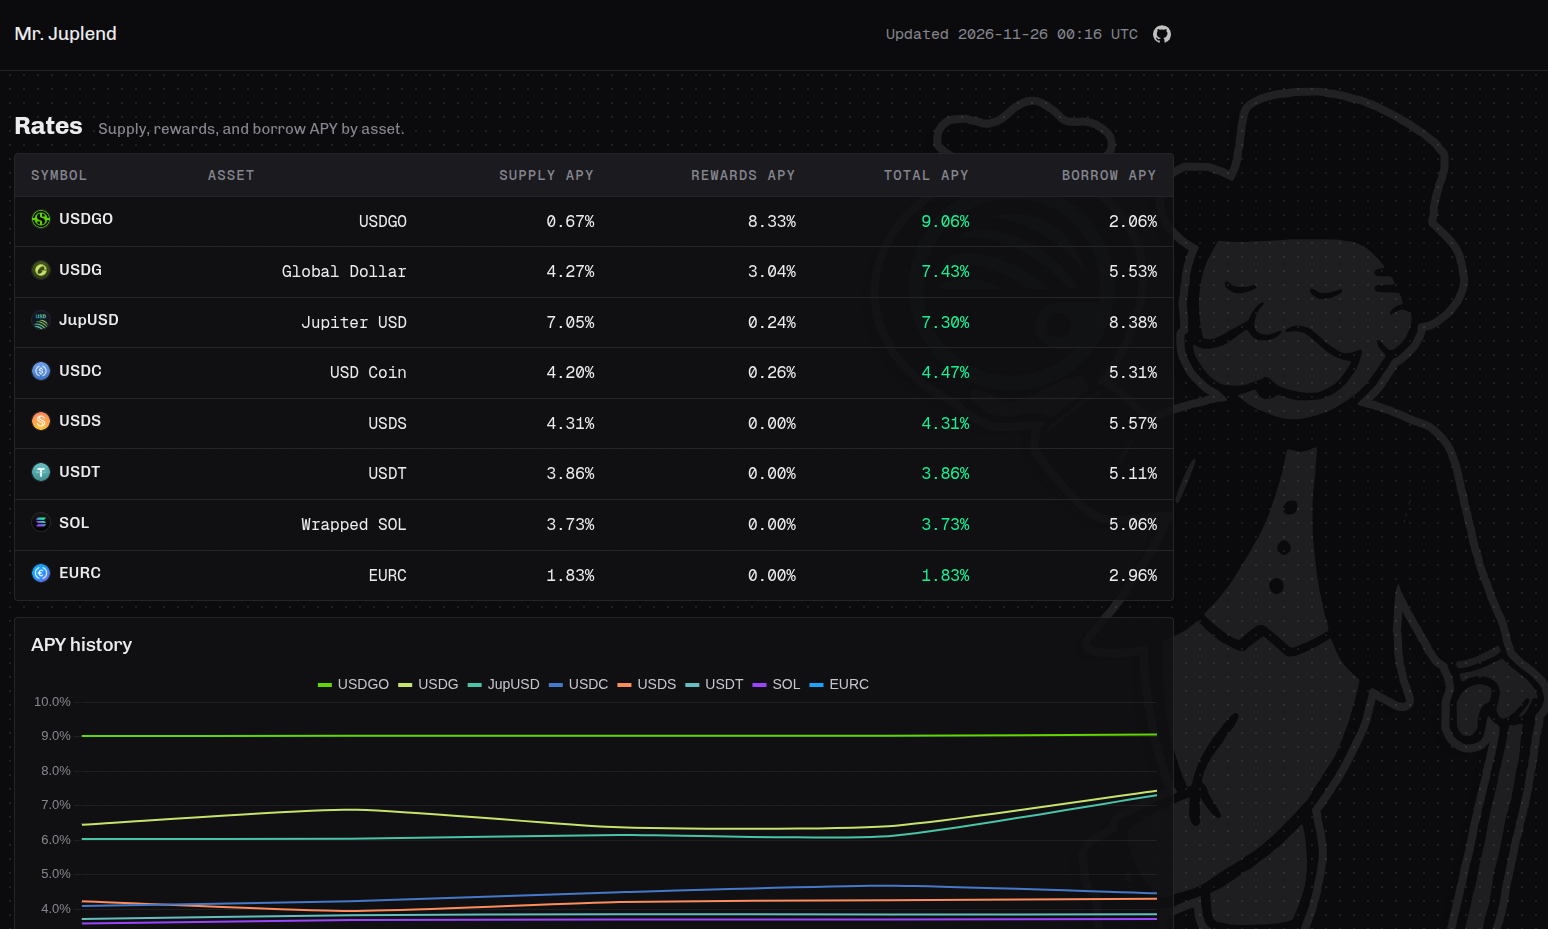 Mr. Juplend
Updated 2026-11-26 00:16 UTC
Rates Supply, rewards, and borrow APY by asset.
SYMBOL ASSET SUPPLY APY REWARDS APY TOTAL APY BORROW APY
USDGO USDGO 0.67% 8.33% 9.06% 2.06%
USDG Global Dollar 4.27% 3.04% 7.43% 5.53%
JupUSD Jupiter USD 7.05% 0.24% 7.30% 8.38%
USDC USD Coin 4.20% 0.26% 4.47% 5.31%
USDS USDS 4.31% 0.00% 4.31% 5.57%
USDT USDT 3.86% 0.00% 3.86% 5.11%
SOL Wrapped SOL 3.73% 0.00% 3.73% 5.06%
EURC EURC 1.83% 0.00% 1.83% 2.96%
APY history
USDGO USDG JupUSD USDC USDS USDT SOL EURC
10.0%
9.0%
8.0%
7.0%
6.0%
5.0%
4.0%